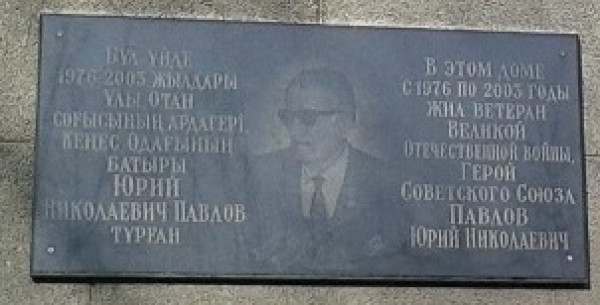 Бұл үйде
1976-2003 жылдары
Ұлы Отан
соғысының ардагері,
Кеңес Одағының
Батыры
Юрий
Николаевич Павлов
тұрған
В этом доме
с 1976 по 2003 годы
жил ветеран
Великой
Отечественной войны,
Герой
Советского Союза
Павлов
Юрий Николаевич